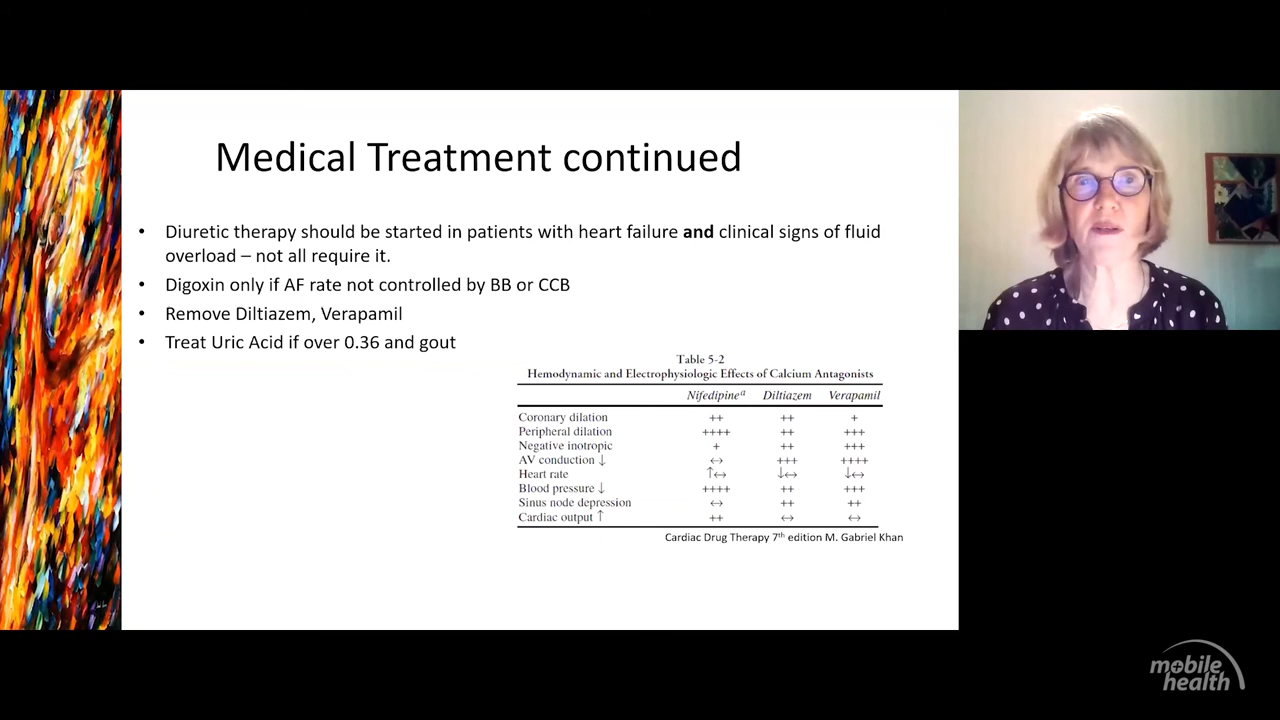 Medical Treatment continued
• Diuretic therapy should be started in patients with heart failure and clinical signs of fluid
overload – not all require it.
• Digoxin only if AF rate not controlled by BB or CCB
• Remove Diltiazem, Verapamil
• Treat Uric Acid if over 0.36 and gout
Table 5-2
Hemodynamic and Electrophysiologic Effects of Calcium Antagonists
Nifedipineª Diltiazem Verapamil
Coronary dilation ++ ++ +
Peripheral dilation ++++ ++ +++
Negative inotropic + ++ +++
AV conduction ↓ ↔ +++ ++++
Heart rate ↑↔ ↓↔ ↓↔
Blood pressure ↓ ++++ ++ +++
Sinus node depression ↔ ++ ++
Cardiac output ↑ ++ ↔ ↔
Cardiac Drug Therapy 7th edition M. Gabriel Khan
mobile
health